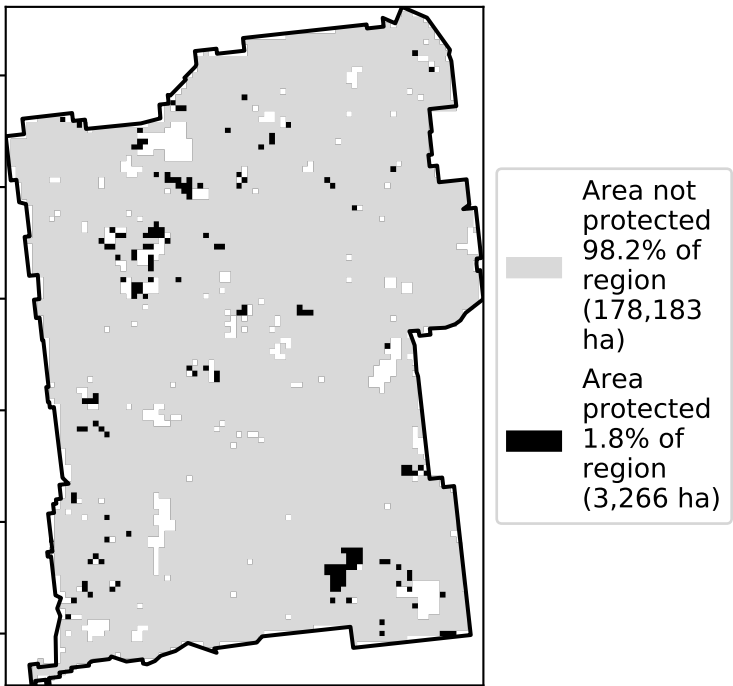 Area not
protected
98.2% of
region
(178,183
ha)
Area
protected
1.8% of
region
(3,266 ha)